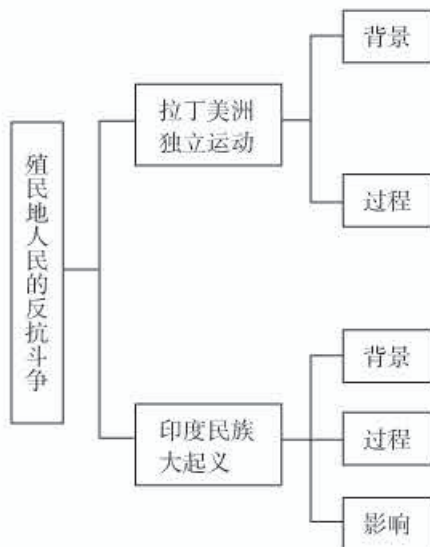 殖民地人民的反抗斗争
拉丁美洲
独立运动
背景
过程
印度民族
大起义
背景
过程
影响